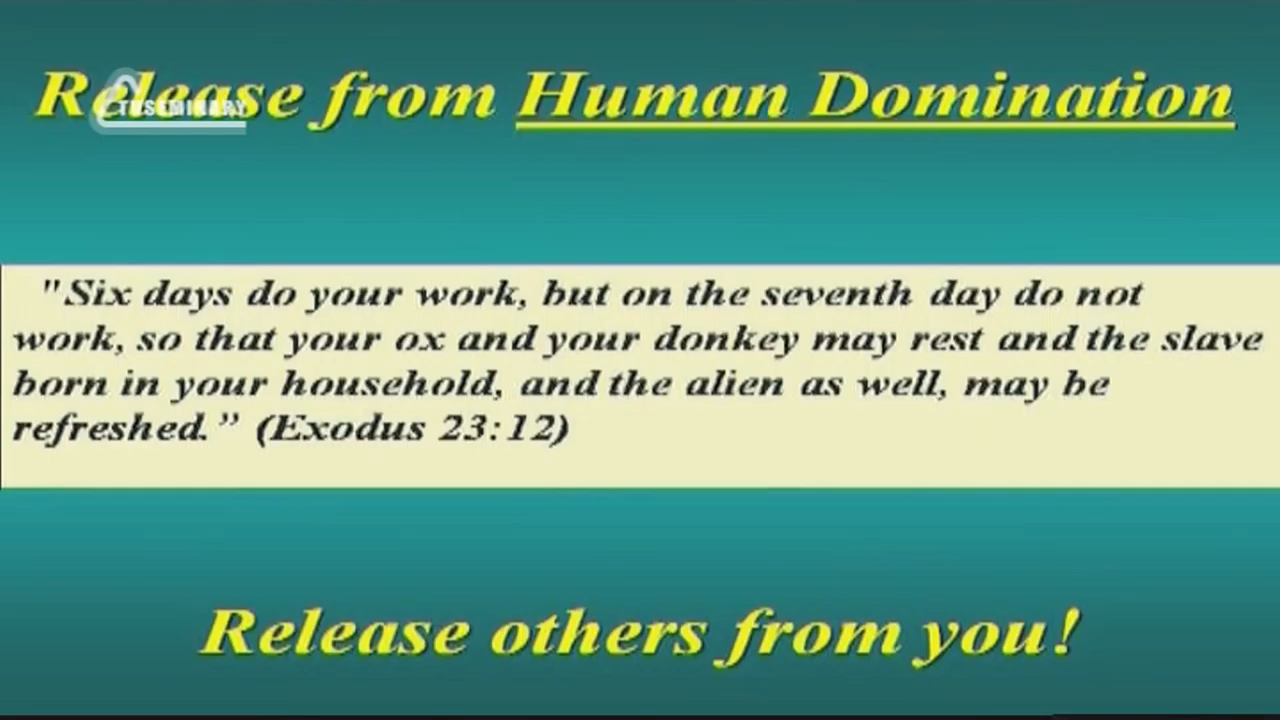 Release from Human Domination
TUSEMINARY
"Six days do your work, but on the seventh day do not
work, so that your ox and your donkey may rest and the slave
born in your household, and the alien as well, may be
refreshed.” (Exodus 23:12)
Release others from you!